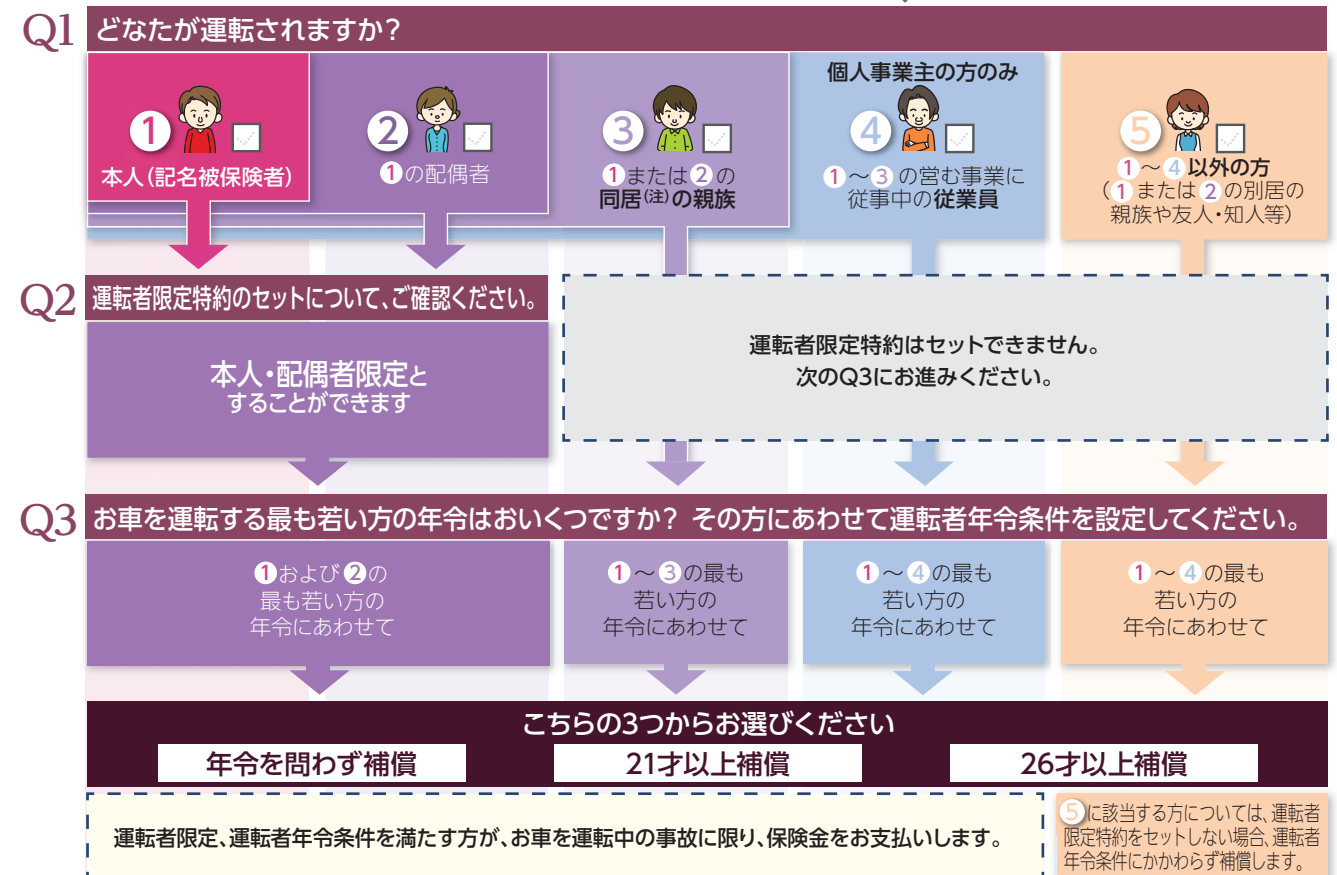 Q1 どなたが運転されますか?
1
本人(記名被保険者)
2
1の配偶者
3
1または2の
同居(注)の親族
個人事業主の方のみ
4
1~3の営む事業に
従事中の従業員
5
1~4以外の方
(1または2の別居の
親族や友人・知人等)
Q2 運転者限定特約のセットについて、ご確認ください。
本人・配偶者限定と
することができます
運転者限定特約はセットできません。
次のQ3にお進みください。
Q3 お車を運転する最も若い方の年令はおいくつですか? その方にあわせて運転者年令条件を設定してください。
1および2の
最も若い方の
年令にあわせて
1~3の最も
若い方の
年令にあわせて
1~4の最も
若い方の
年令にあわせて
1~4の最も
若い方の
年令にあわせて
こちらの3つからお選びください
年令を問わず補償
21才以上補償
26才以上補償
運転者限定、運転者年令条件を満たす方が、お車を運転中の事故に限り、保険金をお支払いします。
5に該当する方については、運転者
限定特約をセットしない場合、運転者
年令条件にかかわらず補償します。